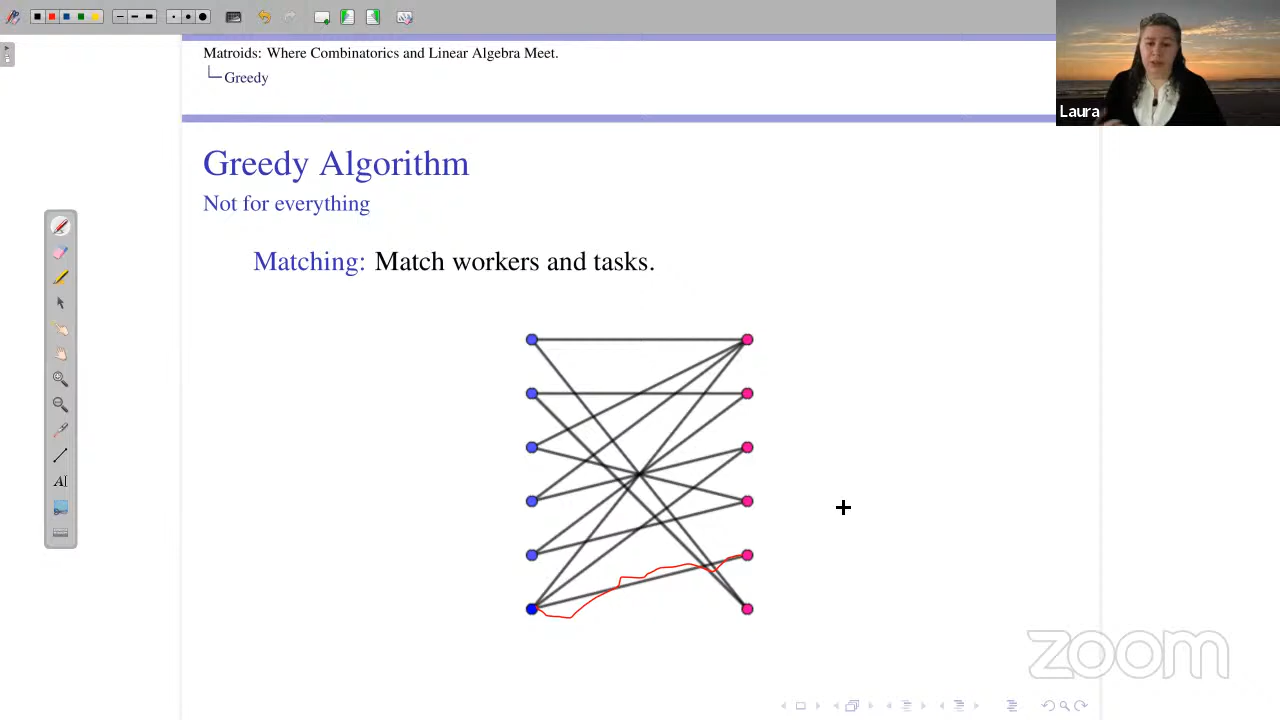 Matroids: Where Combinatorics and Linear Algebra Meet.
Greedy
Laura
Greedy Algorithm
Not for everything
Matching: Match workers and tasks.
A
zoom